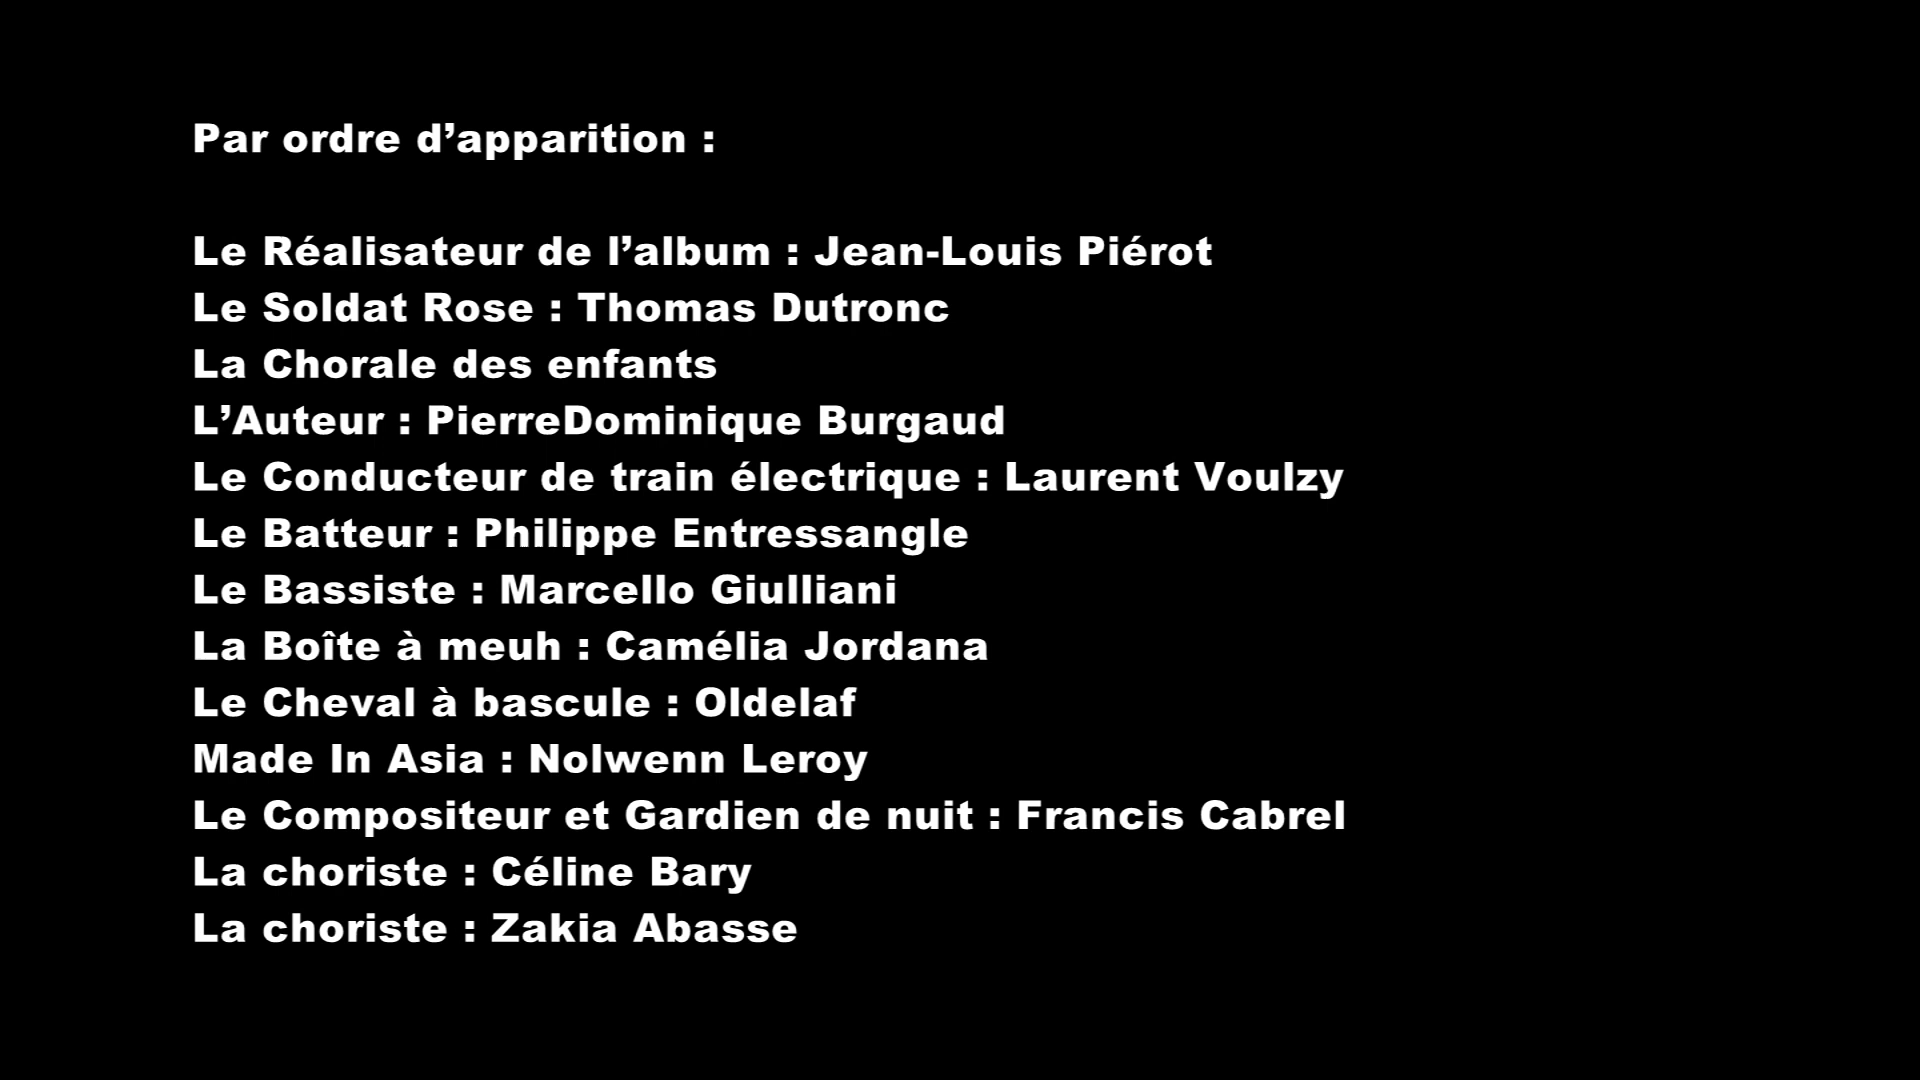 Par ordre d’apparition :
Le Réalisateur de l’album : Jean-Louis Piérot
Le Soldat Rose : Thomas Dutronc
La Chorale des enfants
L’Auteur : PierreDominique Burgaud
Le Conducteur de train électrique : Laurent Voulzy
Le Batteur : Philippe Entressangle
Le Bassiste : Marcello Giulliani
La Boîte à meuh : Camélia Jordana
Le Cheval à bascule : Oldelaf
Made In Asia : Nolwenn Leroy
Le Compositeur et Gardien de nuit : Francis Cabrel
La choriste : Céline Bary
La choriste : Zakia Abasse